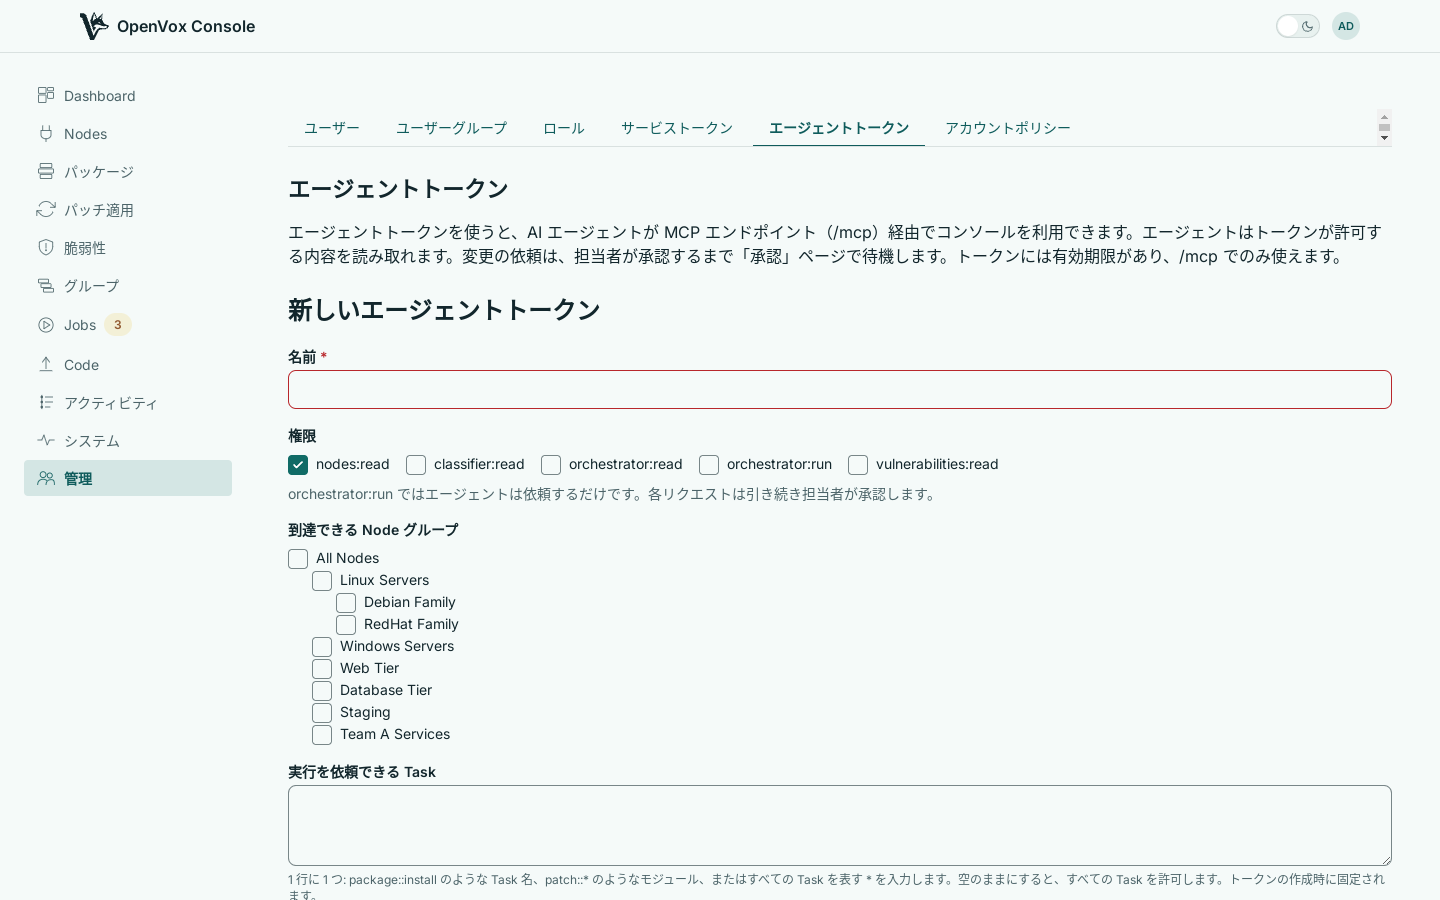 OpenVox Console
AD
Dashboard
Nodes
パッケージ
パッチ適用
脆弱性
グループ
Jobs 3
Code
アクティビティ
システム
管理
ユーザー ユーザーグループ ロール サービストークン エージェントトークン アカウントポリシー
エージェントトークン
エージェントトークンを使うと、AI エージェントが MCP エンドポイント（/mcp）経由でコンソールを利用できます。エージェントはトークンが許可す
る内容を読み取れます。変更の依頼は、担当者が承認するまで「承認」ページで待機します。トークンには有効期限があり、/mcp でのみ使えます。
新しいエージェントトークン
名前 *
権限
nodes:read classifier:read orchestrator:read orchestrator:run vulnerabilities:read
orchestrator:run ではエージェントは依頼するだけです。各リクエストは引き続き担当者が承認します。
到達できる Node グループ
All Nodes
Linux Servers
Debian Family
RedHat Family
Windows Servers
Web Tier
Database Tier
Staging
Team A Services
実行を依頼できる Task
1 行に 1 つ: package::install のような Task 名、patch::* のようなモジュール、またはすべての Task を表す * を入力します。空のままにすると、すべての Task を許可します。トークンの作成時に固定され
ます。